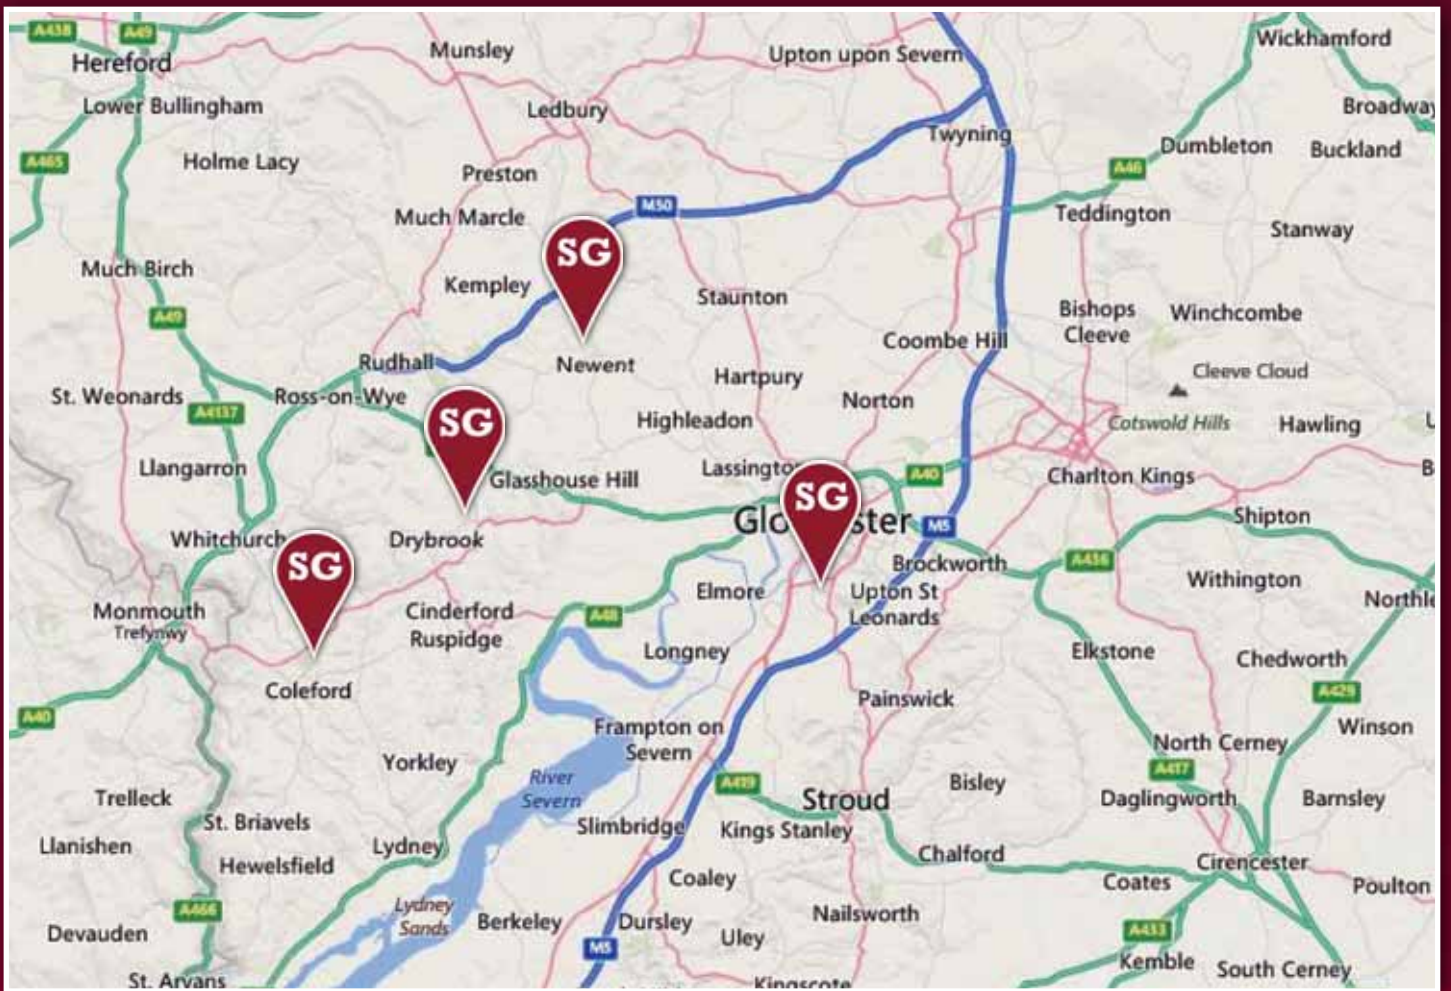 A438
A49
Hereford
Munsley
Upton upon Severn
Wickhamford
Lower Bullingham
Ledbury
Broadway
A465
Holme Lacy
Preston
Twyning
A46
Dumbleton
Buckland
Much Marcle
M50
Teddington
Stanway
Much Birch
Kempley
SG
Staunton
Bishops
Cleeve
Winchcombe
A49
Coombe Hill
Rudhall
Newent
Hartpury
Cleeve Cloud
St. Weonards
A4137
Ross-on-Wye
SG
Highleadon
Norton
Cotswold Hills
Hawling
Llangarron
Glasshouse Hill
Lassington
A40
Charlton Kings
SG
Glo ster
M5
Shipton
Whitchurch
Drybrook
SG
Brockworth
A436
Withington
Elmore
Upton St
Leonards
Northle
Monmouth
Trefynwy
Cinderford
Ruspidge
A48
Longney
Elkstone
Chedworth
Coleford
A40
Painswick
A429
Winson
Frampton on
Severn
North Cerney
Yorkley
River
Severn
A419
Bisley
A417
Trelleck
Stroud
Daglingworth
Barnsley
St. Briavels
Slimbridge
Kings Stanley
Llanishen
Hewelsfield
Lydney
Chalford
Cirencester
Coaley
Coates
Poulton
A466
Lydney
Sands
Berkeley
Dursley
Nailsworth
Devauden
M5
Uley
A433
Kemble
South Cerney
St. Arvans
Kingscote